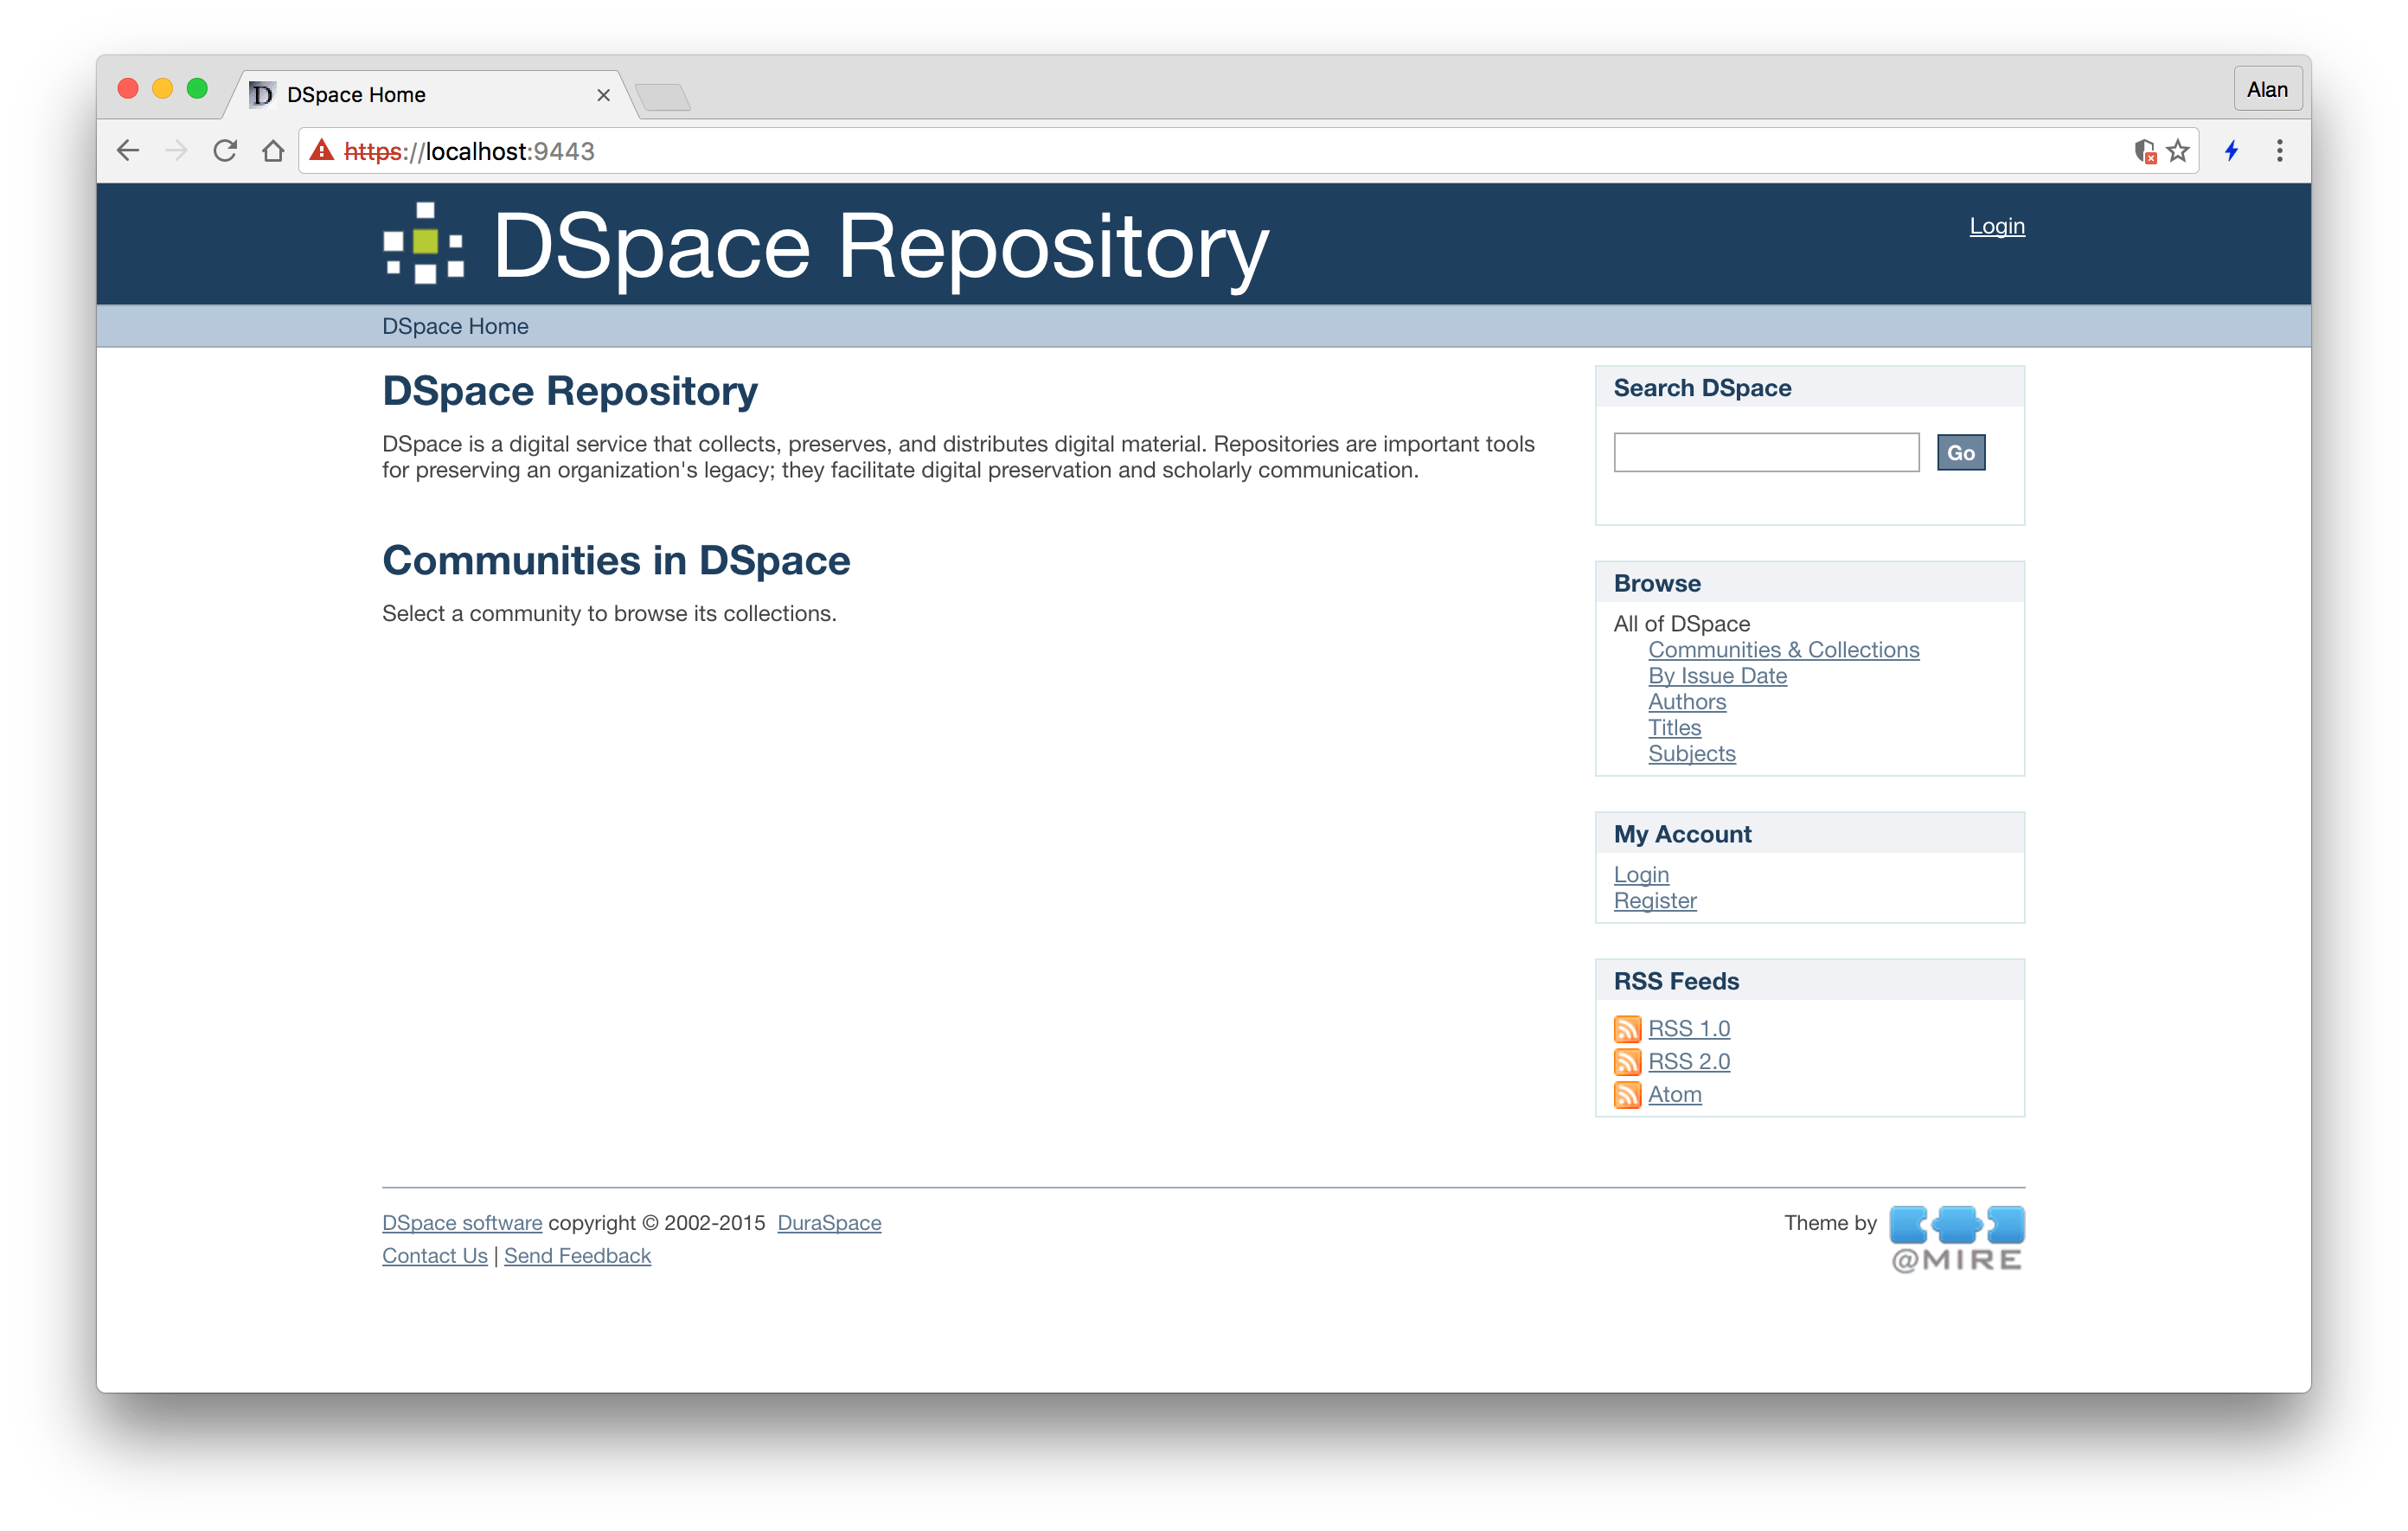 DSpace Home
Alan
https://localhost:9443
DSpace Repository
Login
DSpace Home
DSpace Repository
DSpace is a digital service that collects, preserves, and distributes digital material. Repositories are important tools
for preserving an organization's legacy; they facilitate digital preservation and scholarly communication.
Communities in DSpace
Select a community to browse its collections.
Search DSpace
Go
Browse
All of DSpace
Communities & Collections
By Issue Date
Authors
Titles
Subjects
My Account
Login
Register
RSS Feeds
RSS 1.0
RSS 2.0
Atom
DSpace software copyright © 2002-2015 DuraSpace
Contact Us | Send Feedback
Theme by
@MIRE